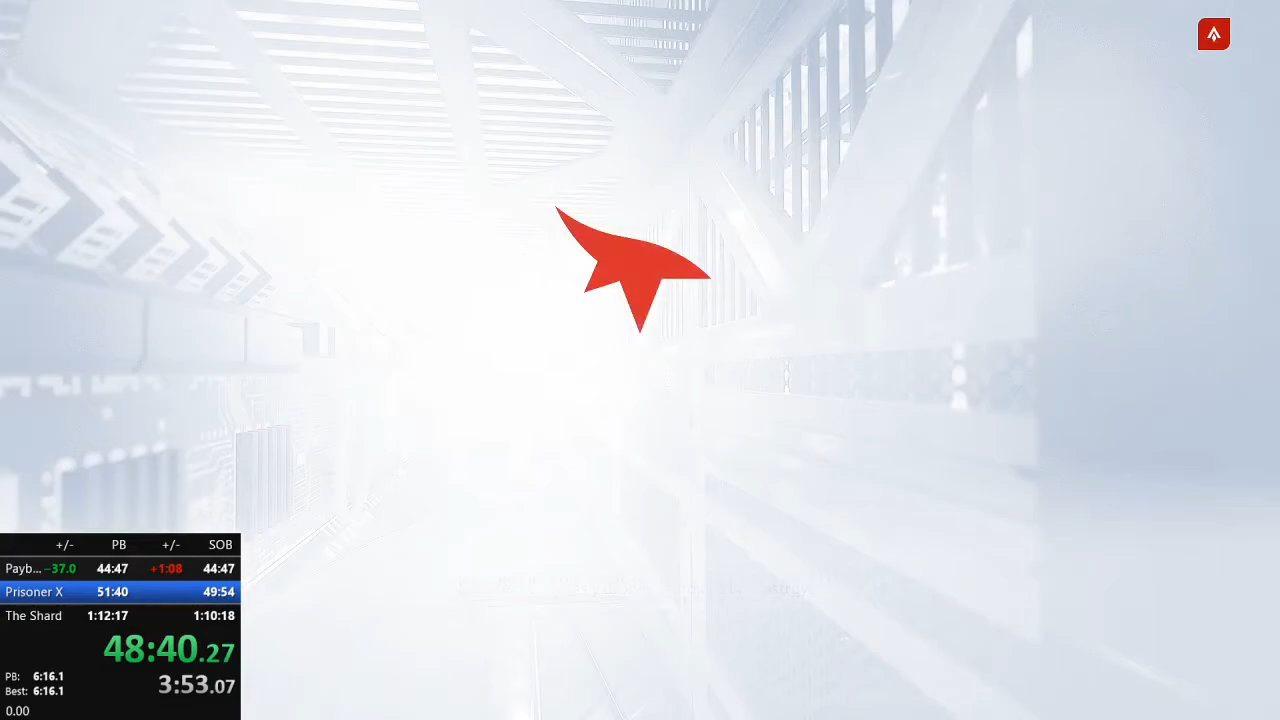 +/- PB +/- SOB
Payb... −37.0 44:47 +1:08 44:47
Prisoner X 51:40 49:54
The Shard 1:12:17 1:10:18
48:40.27
PB: 6:16.1
Best: 6:16.1
3:53.07
0.00